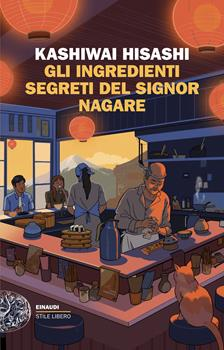 KASHIWAI HISASHI
GLI INGREDIENTI
SEGRETI DEL SIGNOR
NAGARE
EINAUDI
STILE LIBERO